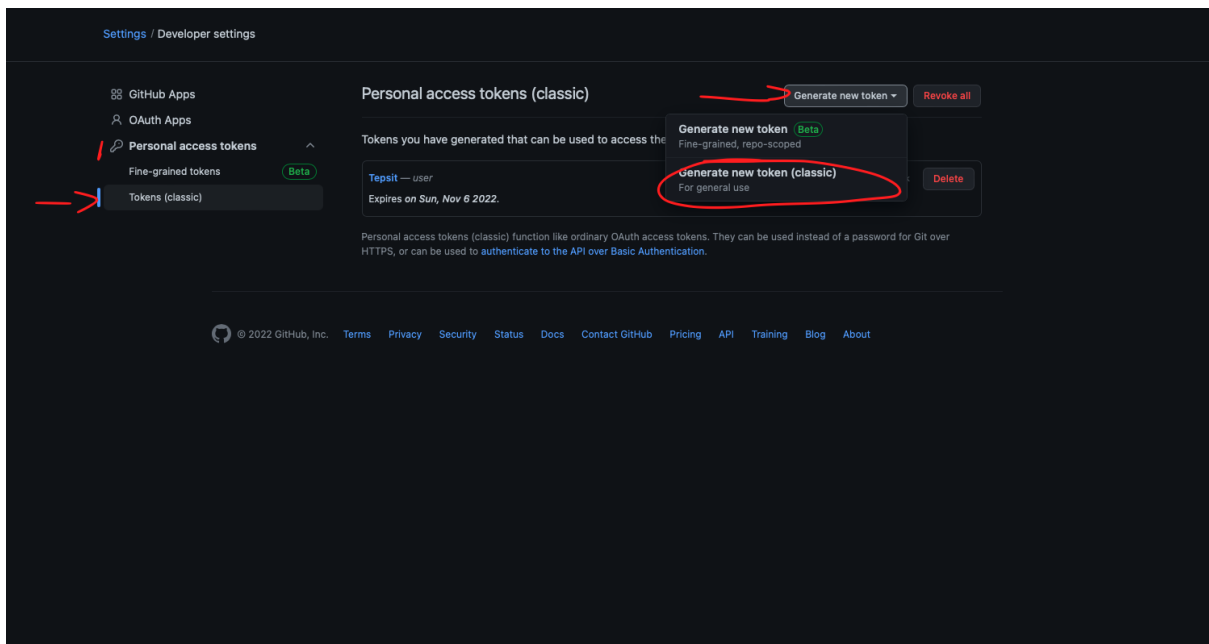 Settings / Developer settings
GitHub Apps
OAuth Apps
Personal access tokens
Fine-grained tokens Beta
Tokens (classic)
Personal access tokens (classic)
Generate new token
Revoke all
Tokens you have generated that can be used to access the
Generate new token Beta
Fine-grained, repo-scoped
Generate new token (classic)
For general use
Tepsit — user
Delete
Expires on Sun, Nov 6 2022.
Personal access tokens (classic) function like ordinary OAuth access tokens. They can be used instead of a password for Git over
HTTPS, or can be used to authenticate to the API over Basic Authentication.
© 2022 GitHub, Inc. Terms Privacy Security Status Docs Contact GitHub Pricing API Training Blog About